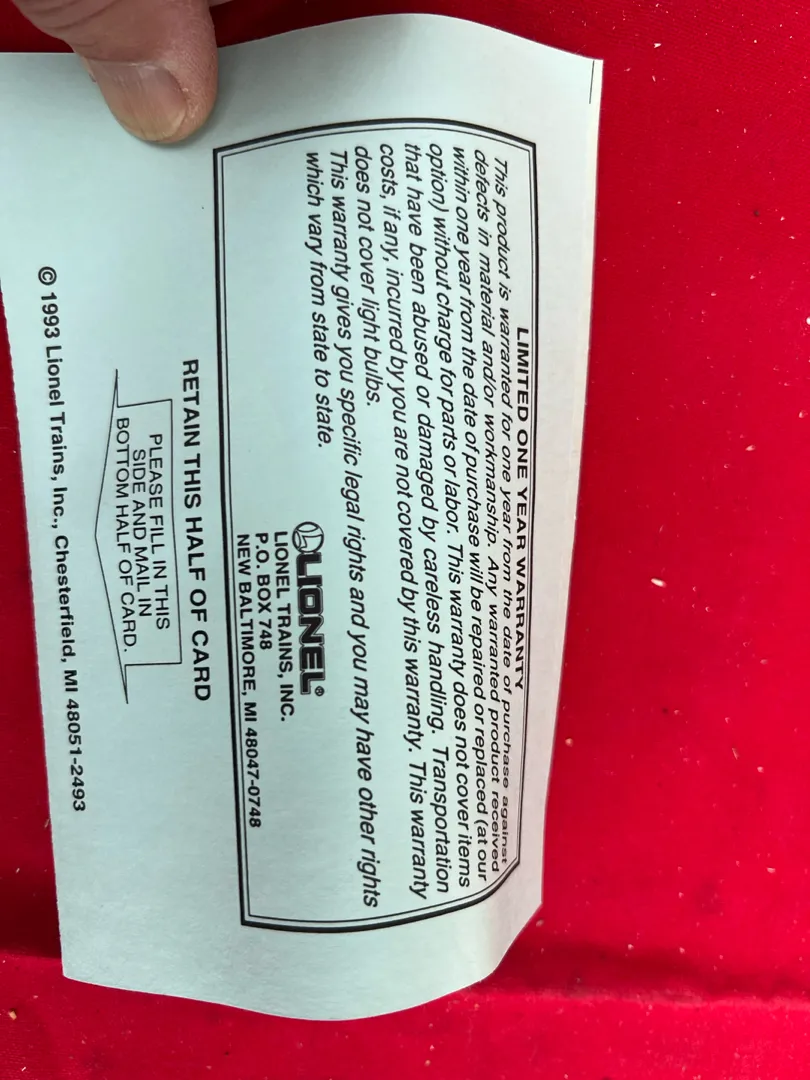 LIMITED ONE YEAR WARRANTY
This product is warranted for one year from the date of purchase against
defects in material and/or workmanship. Any warranted product received
within one year from the date of purchase will be repaired or replaced (at our
option) without charge for parts or labor. This warranty does not cover items
that have been abused or damaged by careless handling. Transportation
costs, if any, incurred by you are not covered by this warranty. This warranty
does not cover light bulbs.
This warranty gives you specific legal rights and you may have other rights
which vary from state to state.
LIONEL®
LIONEL TRAINS, INC.
P.O. BOX 748
NEW BALTIMORE, MI 48047-0748
RETAIN THIS HALF OF CARD
PLEASE FILL IN THIS
SIDE AND MAIL IN
BOTTOM HALF OF CARD.
© 1993 Lionel Trains, Inc., Chesterfield, MI 48051-2493